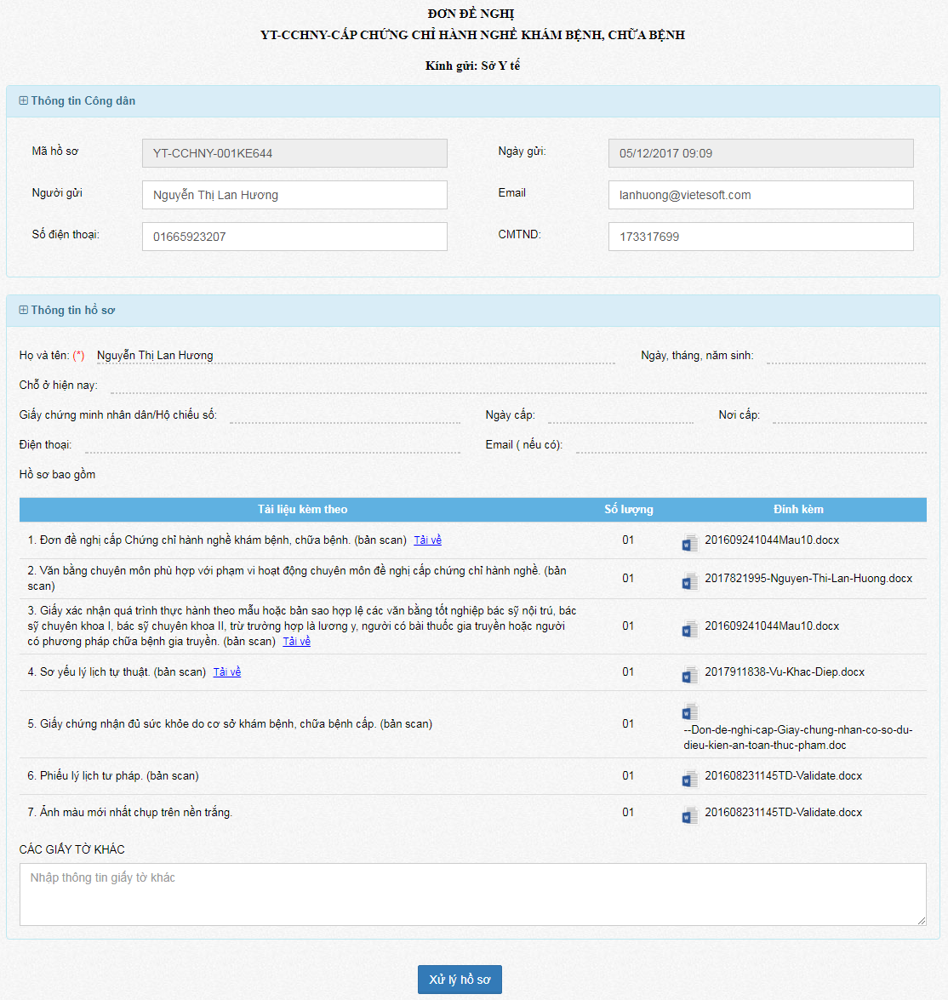 ĐƠN ĐỀ NGHỊ
YT-CCHNY-CẤP CHỨNG CHỈ HÀNH NGHỀ KHÁM BỆNH, CHỮA BỆNH
Kính gửi: Sở Y tế
Thông tin Công dân
Mã hồ sơ YT-CCHNY-001KE644 Ngày gửi: 05/12/2017 09:09
Người gửi Nguyễn Thị Lan Hương Email lanhuong@vietesoft.com
Số điện thoại: 01665923207 CMTND: 173317699
Thông tin hồ sơ
Họ và tên: (*) Nguyễn Thị Lan Hương Ngày, tháng, năm sinh:
Chỗ ở hiện nay:
Giấy chứng minh nhân dân/Hộ chiếu số: Ngày cấp: Nơi cấp:
Điện thoại: Email ( nếu có):
Hồ sơ bao gồm
Tài liệu kèm theo Số lượng Đính kèm
1. Đơn đề nghị cấp Chứng chỉ hành nghề khám bệnh, chữa bệnh. (bản scan) Tải về 01 201609241044Mau10.docx
2. Văn bằng chuyên môn phù hợp với phạm vi hoạt động chuyên môn đề nghị cấp chứng chỉ hành nghề. (bản
scan) 01 2017821995-Nguyen-Thi-Lan-Huong.docx
3. Giấy xác nhận quá trình thực hành theo mẫu hoặc bản sao hợp lệ các văn bằng tốt nghiệp bác sỹ nội trú, bác
sỹ chuyên khoa I, bác sỹ chuyên khoa II, trừ trường hợp là lương y, người có bài thuốc gia truyền hoặc người 01 201609241044Mau10.docx
có phương pháp chữa bệnh gia truyền. (bản scan) Tải về
4. Sơ yếu lý lịch tự thuật. (bản scan) Tải về 01 2017911838-Vu-Khac-Diep.docx
5. Giấy chứng nhận đủ sức khỏe do cơ sở khám bệnh, chữa bệnh cấp. (bản scan) 01 --Don-de-nghi-cap-Giay-chung-nhan-co-so-du-
dieu-kien-an-toan-thuc-pham.doc
6. Phiếu lý lịch tư pháp. (bản scan) 01 201608231145TD-Validate.docx
7. Ảnh màu mới nhất chụp trên nền trắng. 01 201608231145TD-Validate.docx
CÁC GIẤY TỜ KHÁC
Nhập thông tin giấy tờ khác
Xử lý hồ sơ